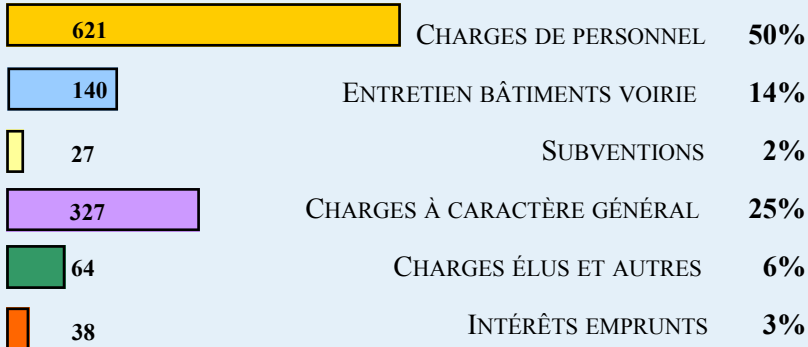 621 CHARGES DE PERSONNEL 50%
140 ENTRETIEN BÂTIMENTS VOIRIE 14%
27 SUBVENTIONS 2%
327 CHARGES À CARACTÈRE GÉNÉRAL 25%
64 CHARGES ÉLUS ET AUTRES 6%
38 INTÉRÊTS EMPRUNTS 3%